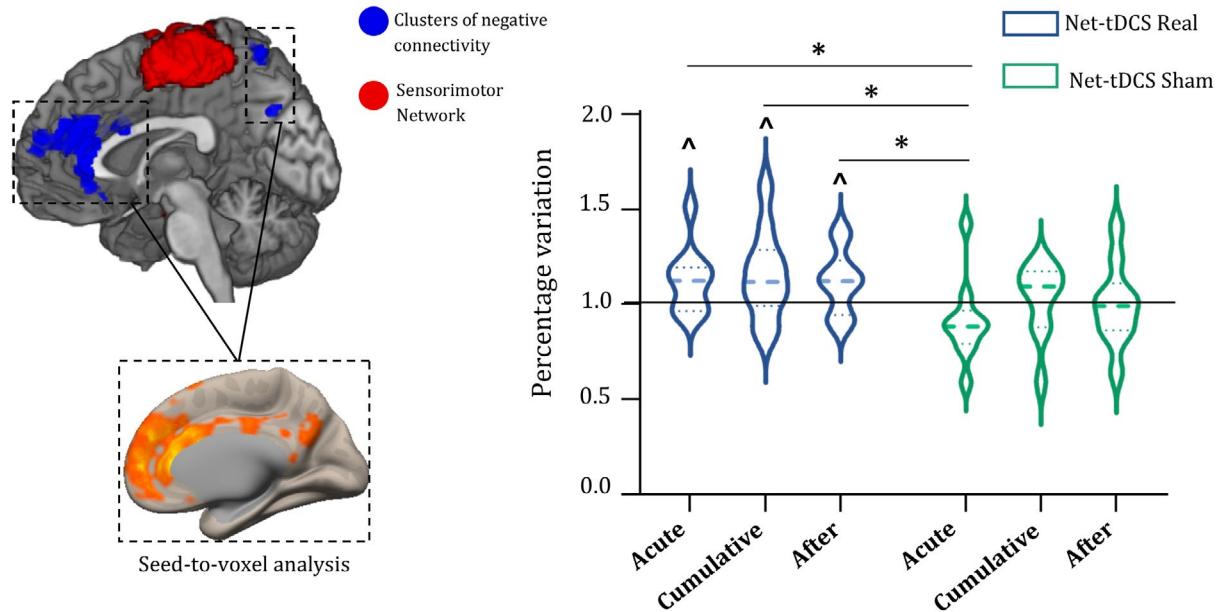 Clusters of negative
connectivity
Sensorimotor
Network
Seed-to-voxel analysis
Net-tDCS Real
Net-tDCS Sham
*
*
*
^
^
^
Percentage variation
2.0
1.5
1.0
0.5
0.0
Acute
Cumulative
After
Acute
Cumulative
After